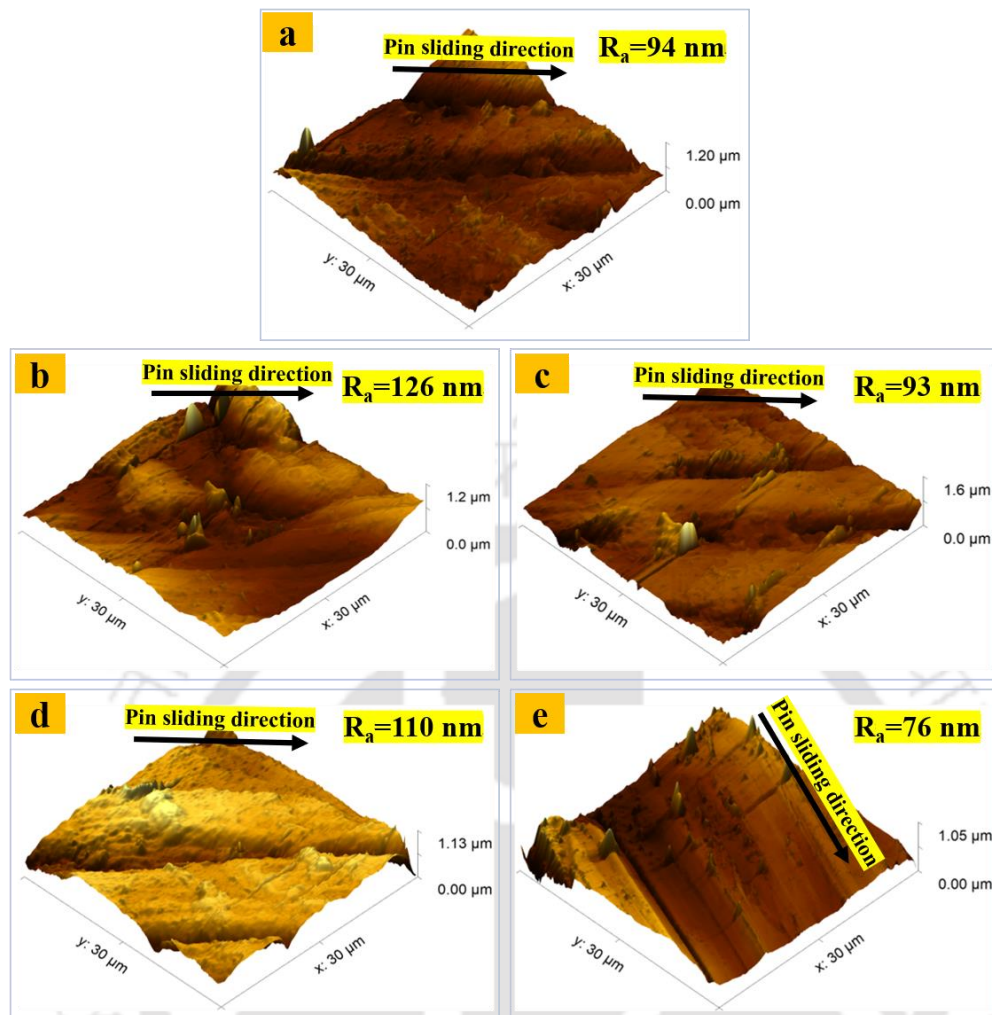 a
Pin sliding direction
Rₐ=94 nm
1.20 µm
0.00 µm
y: 30 µm
x: 30 µm
b
Pin sliding direction
Rₐ=126 nm
1.2 µm
0.0 µm
y: 30 µm
x: 30 µm
c
Pin sliding direction
Rₐ=93 nm
1.6 µm
0.0 µm
y: 30 µm
x: 30 µm
d
Pin sliding direction
Rₐ=110 nm
1.13 µm
0.00 µm
y: 30 µm
x: 30 µm
e
Pin sliding direction
Rₐ=76 nm
1.05 µm
0.00 µm
y: 30 µm
x: 30 µm